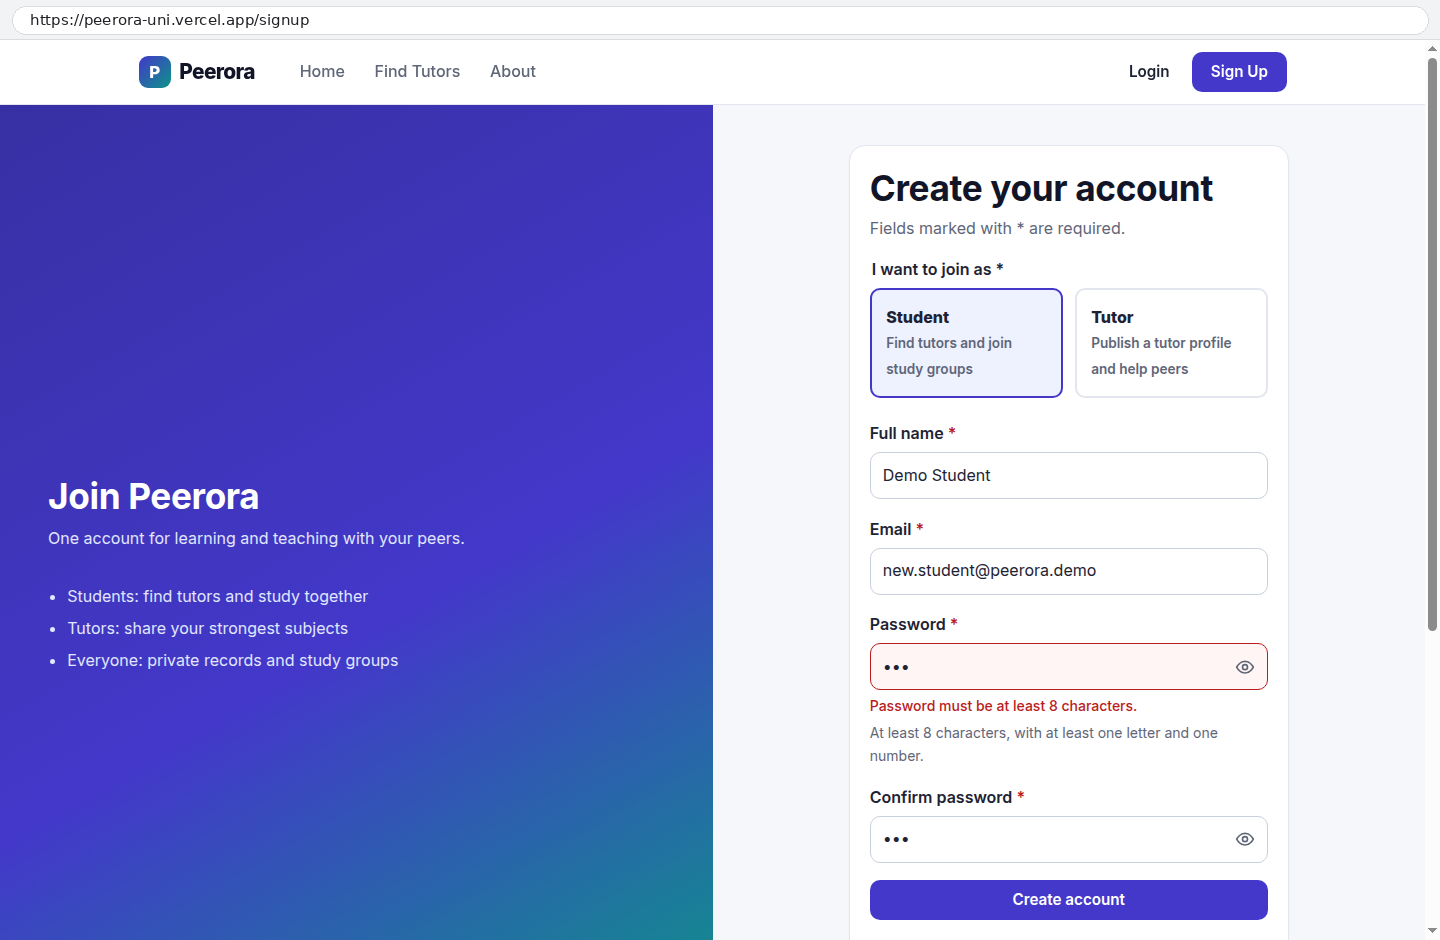 https://peerora-uni.vercel.app/signup
P Peerora Home Find Tutors About Login Sign Up
Join Peerora
One account for learning and teaching with your peers.
• Students: find tutors and study together
• Tutors: share your strongest subjects
• Everyone: private records and study groups
Create your account
Fields marked with * are required.
I want to join as *
Student
Find tutors and join
study groups
Tutor
Publish a tutor profile
and help peers
Full name *
Demo Student
Email *
new.student@peerora.demo
Password *
•••
Password must be at least 8 characters.
At least 8 characters, with at least one letter and one
number.
Confirm password *
•••
Create account